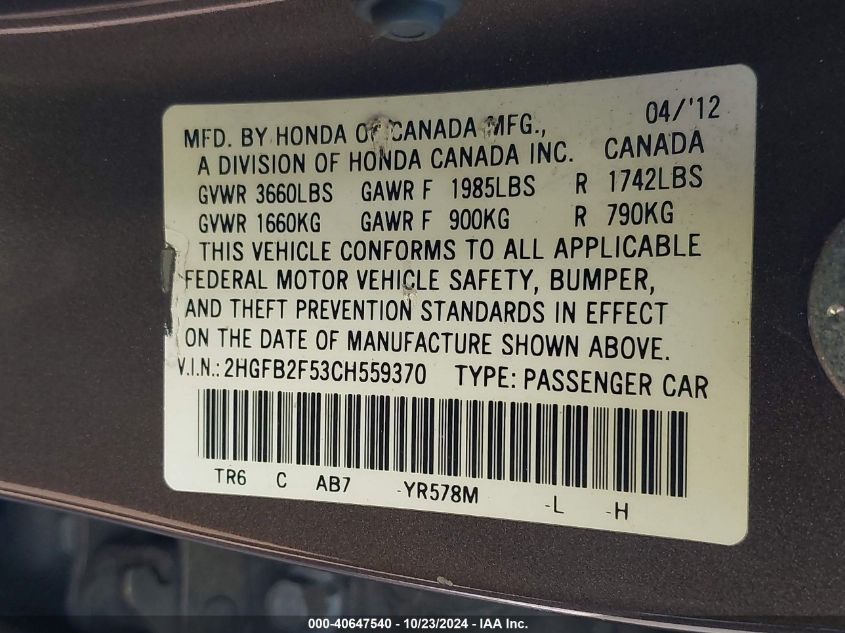 MFD. BY HONDA OF CANADA MFG., 04/'12
A DIVISION OF HONDA CANADA INC. CANADA
GVWR 3660LBS GAWR F 1985LBS R 1742LBS
GVWR 1660KG GAWR F 900KG R 790KG
THIS VEHICLE CONFORMS TO ALL APPLICABLE
FEDERAL MOTOR VEHICLE SAFETY, BUMPER,
AND THEFT PREVENTION STANDARDS IN EFFECT
ON THE DATE OF MANUFACTURE SHOWN ABOVE.
V.I.N.: 2HGFB2F53CH559370 TYPE: PASSENGER CAR
TR6 C AB7 -YR578M -L -H
000-40647540 - 10/23/2024 - IAA Inc.